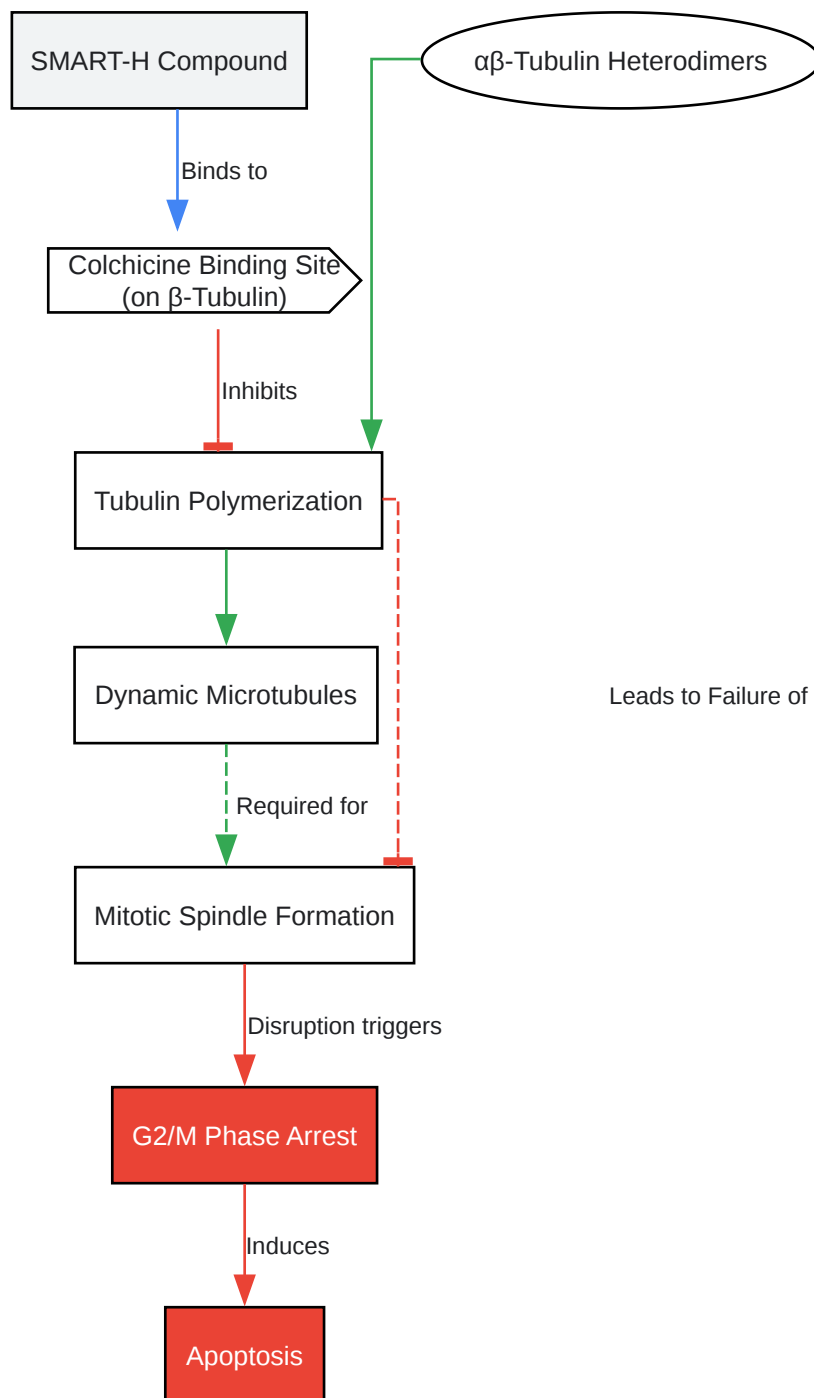 SMART-H Compound
αβ-Tubulin Heterodimers
Binds to
Colchicine Binding Site
(on β-Tubulin)
Inhibits
Tubulin Polymerization
Dynamic Microtubules
Leads to Failure of
Required for
Mitotic Spindle Formation
Disruption triggers
G2/M Phase Arrest
Induces
Apoptosis